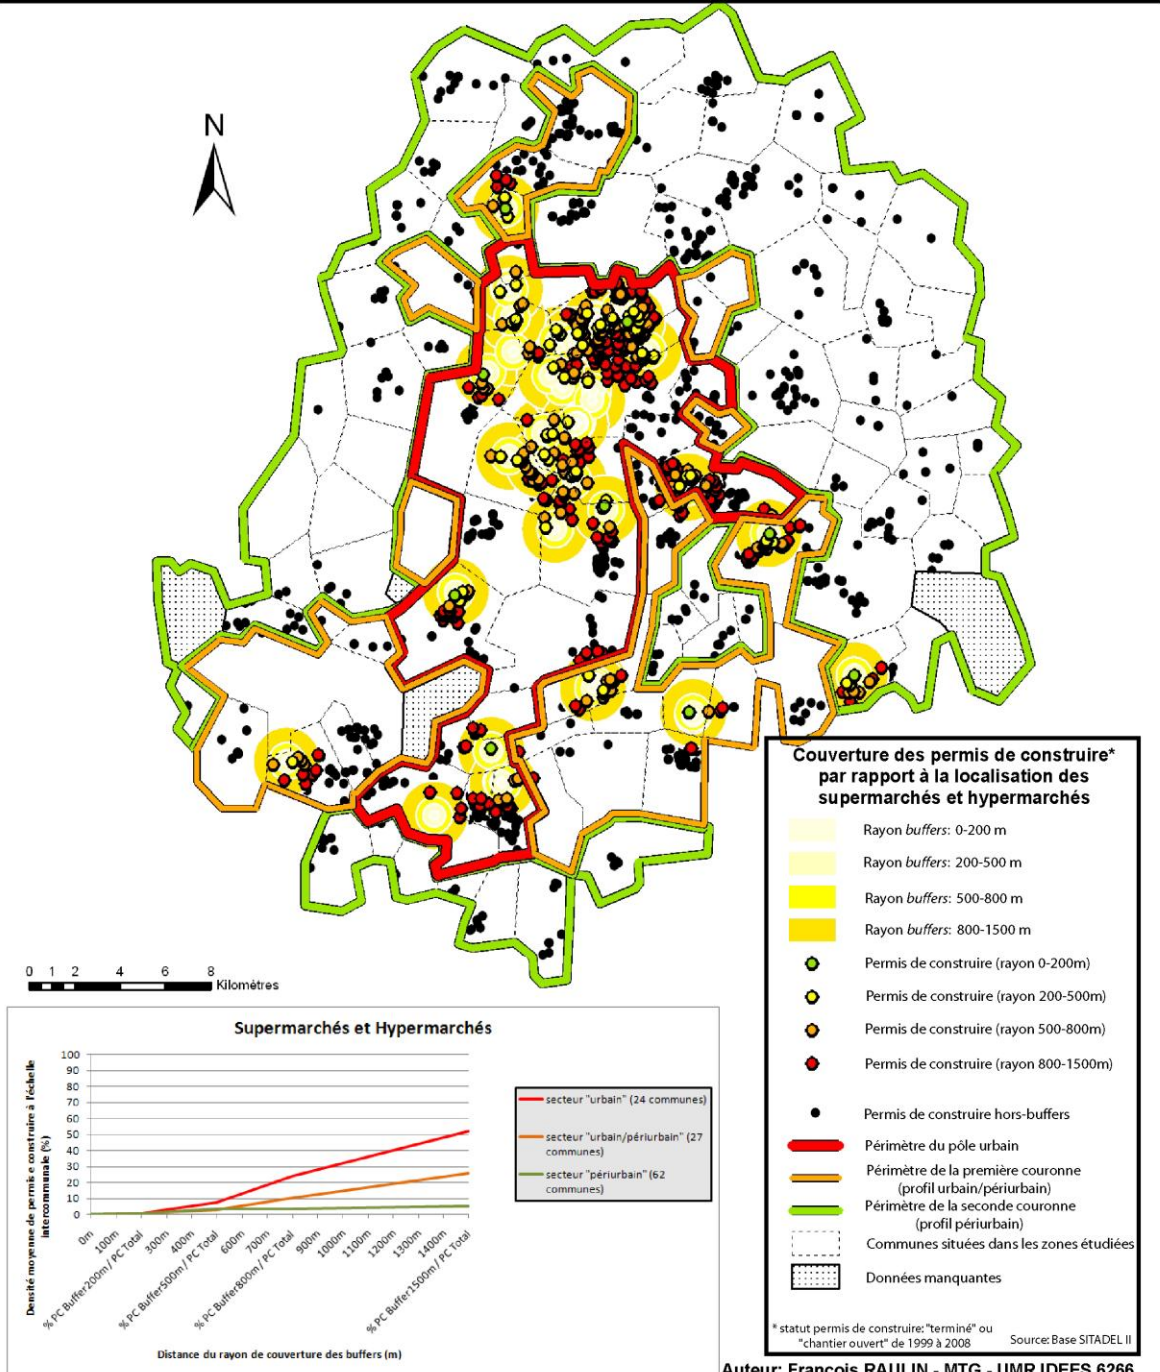 N
0 1 2 4 6 8
Kilomètres
Couverture des permis de construire*
par rapport à la localisation des
supermarchés et hypermarchés
Rayon buffers: 0-200 m
Rayon buffers: 200-500 m
Rayon buffers: 500-800 m
Rayon buffers: 800-1500 m
Permis de construire (rayon 0-200m)
Permis de construire (rayon 200-500m)
Permis de construire (rayon 500-800m)
Permis de construire (rayon 800-1500m)
Permis de construire hors-buffers
Périmètre du pôle urbain
Périmètre de la première couronne
(profil urbain/périurbain)
Périmètre de la seconde couronne
(profil périurbain)
Communes situées dans les zones étudiées
Données manquantes
* statut permis de construire: "terminé" ou
"chantier ouvert" de 1999 à 2008
Source: Base SITADEL II
Supermarchés et Hypermarchés
Densité moyenne de permis e construire à l'échelle
intercommunale (%)
100
90
80
70
60
50
40
30
20
10
0
0m
100m
% PC Buffer200m / PC Total
300m
400m
% PC Buffer500m / PC Total
600m
700m
% PC Buffer800m / PC Total
900m
1000m
1100m
1200m
1300m
1400m
% PC Buffer1500m / PC Total
Distance du rayon de couverture des buffers (m)
secteur "urbain" (24 communes)
secteur "urbain/périurbain" (27
communes)
secteur "périurbain" (62
communes)
Auteur: François RAULIN - MTG - UMR IDEES 6266